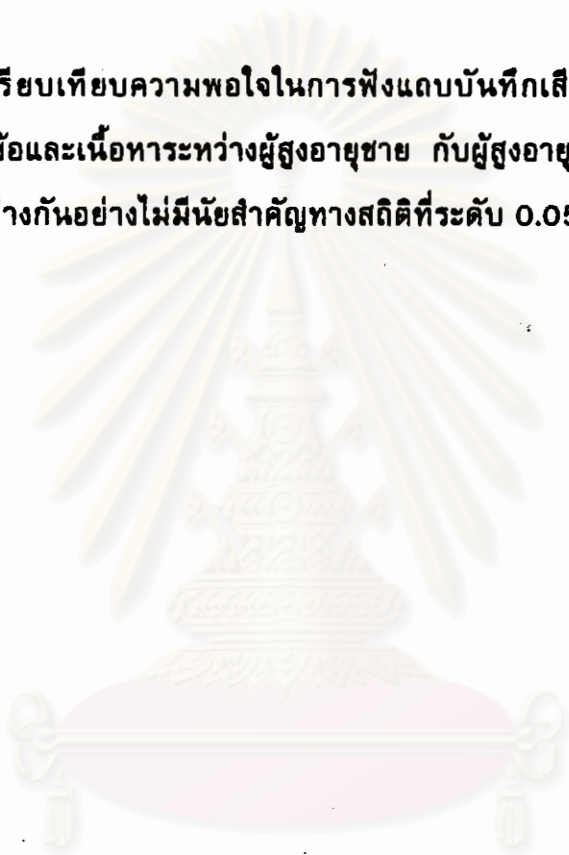 รียบเทียบความพอใจในการฟังแถบบันทึกเสี
ข้อและเนื้อหาระหว่างผู้สูงอายุชาย กับผู้สูงอายุ
างกันอย่างไม่มีนัยสำคัญทางสถิติที่ระดับ 0.05